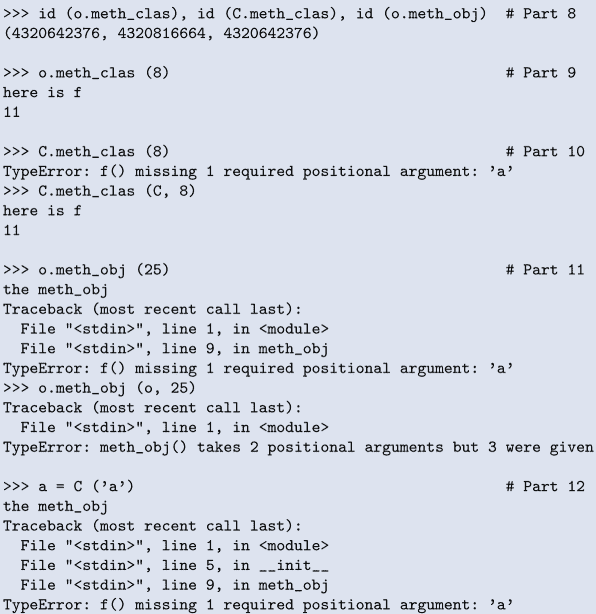 >>> id (o.meth_clas), id (C.meth_clas), id (o.meth_obj)  # Part 8
(4320642376, 4320816664, 4320642376)

>>> o.meth_clas (8)                                      # Part 9
here is f
11

>>> C.meth_clas (8)                                      # Part 10
TypeError: f() missing 1 required positional argument: ’a’
>>> C.meth_clas (C, 8)
here is f
11

>>> o.meth_obj (25)                                      # Part 11
the meth_obj
Traceback (most recent call last):
  File "<stdin>", line 1, in <module>
  File "<stdin>", line 9, in meth_obj
TypeError: f() missing 1 required positional argument: ’a’
>>> o.meth_obj (o, 25)
Traceback (most recent call last):
  File "<stdin>", line 1, in <module>
TypeError: meth_obj() takes 2 positional arguments but 3 were given

>>> a = C (’a’)                                          # Part 12
the meth_obj
Traceback (most recent call last):
  File "<stdin>", line 1, in <module>
  File "<stdin>", line 5, in __init__
  File "<stdin>", line 9, in meth_obj
TypeError: f() missing 1 required positional argument: ’a’